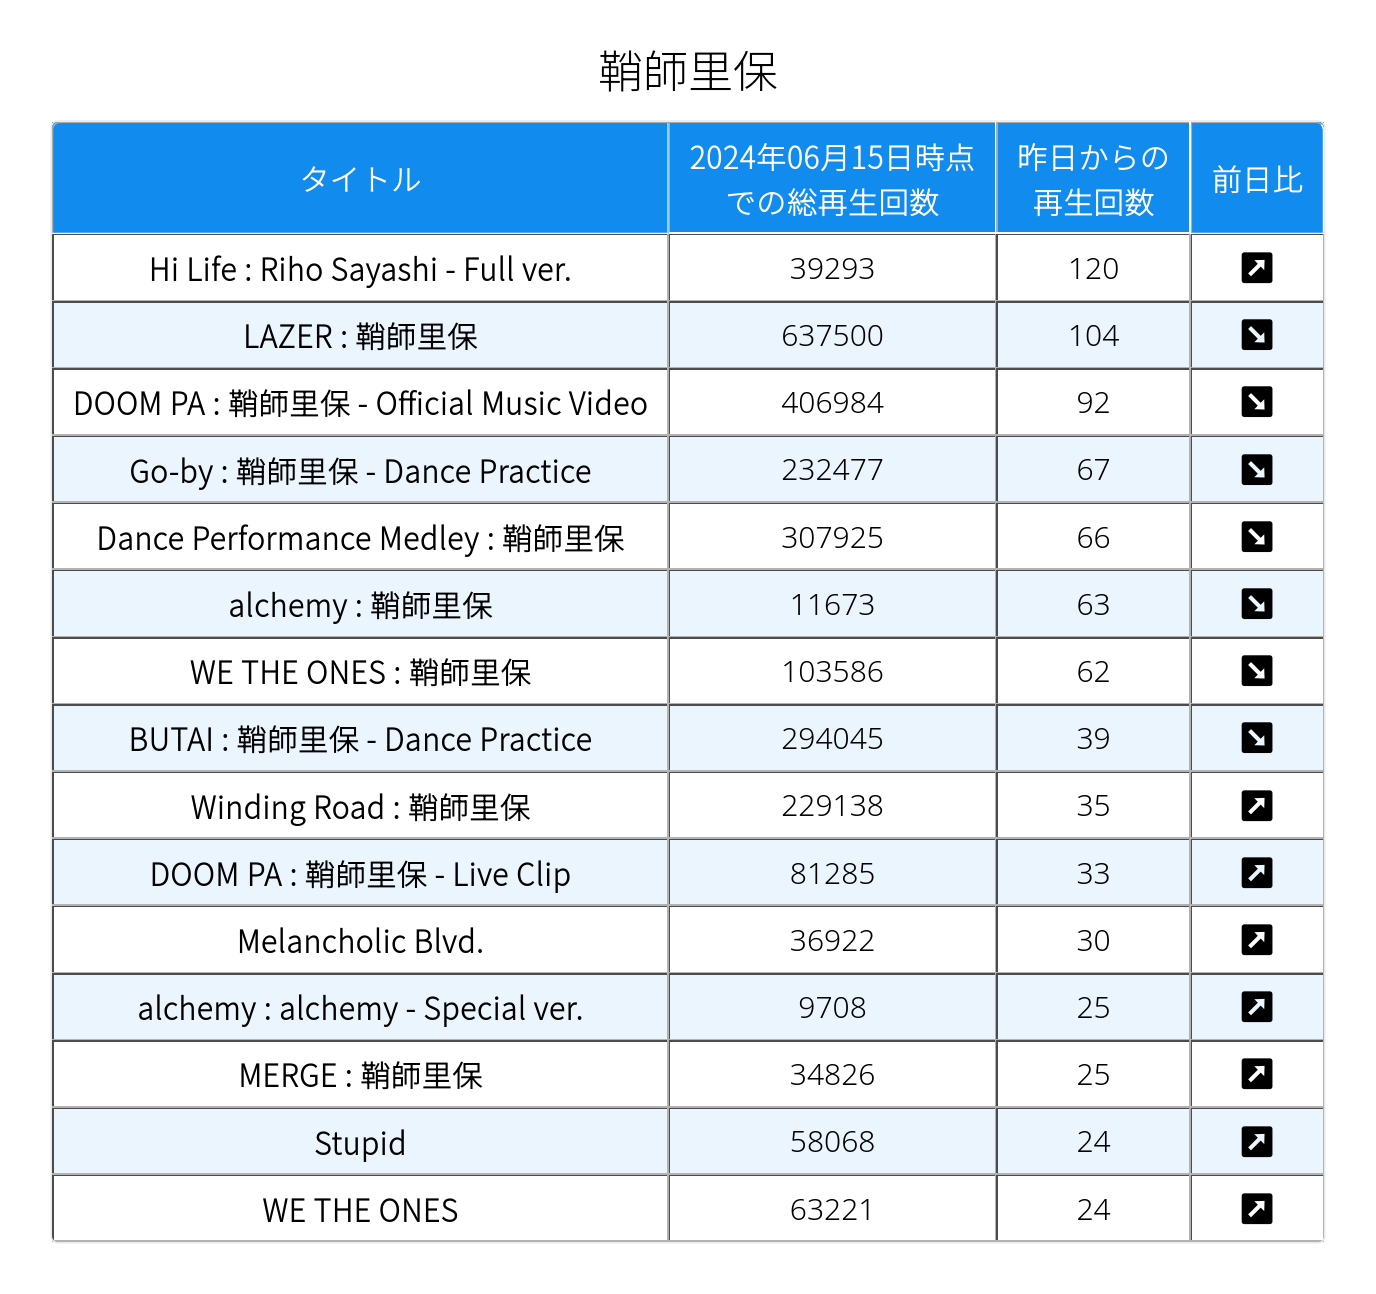 鞘師里保
タイトル 2024年06月15日時点 昨日からの 前日比
での総再生回数 再生回数
Hi Life : Riho Sayashi - Full ver. 39293 120
LAZER : 鞘師里保 637500 104
DOOM PA : 鞘師里保 - Official Music Video 406984 92
Go-by : 鞘師里保 - Dance Practice 232477 67
Dance Performance Medley : 鞘師里保 307925 66
alchemy : 鞘師里保 11673 63
WE THE ONES : 鞘師里保 103586 62
BUTAI : 鞘師里保 - Dance Practice 294045 39
Winding Road : 鞘師里保 229138 35
DOOM PA : 鞘師里保 - Live Clip 81285 33
Melancholic Blvd. 36922 30
alchemy : alchemy - Special ver. 9708 25
MERGE : 鞘師里保 34826 25
Stupid 58068 24
WE THE ONES 63221 24